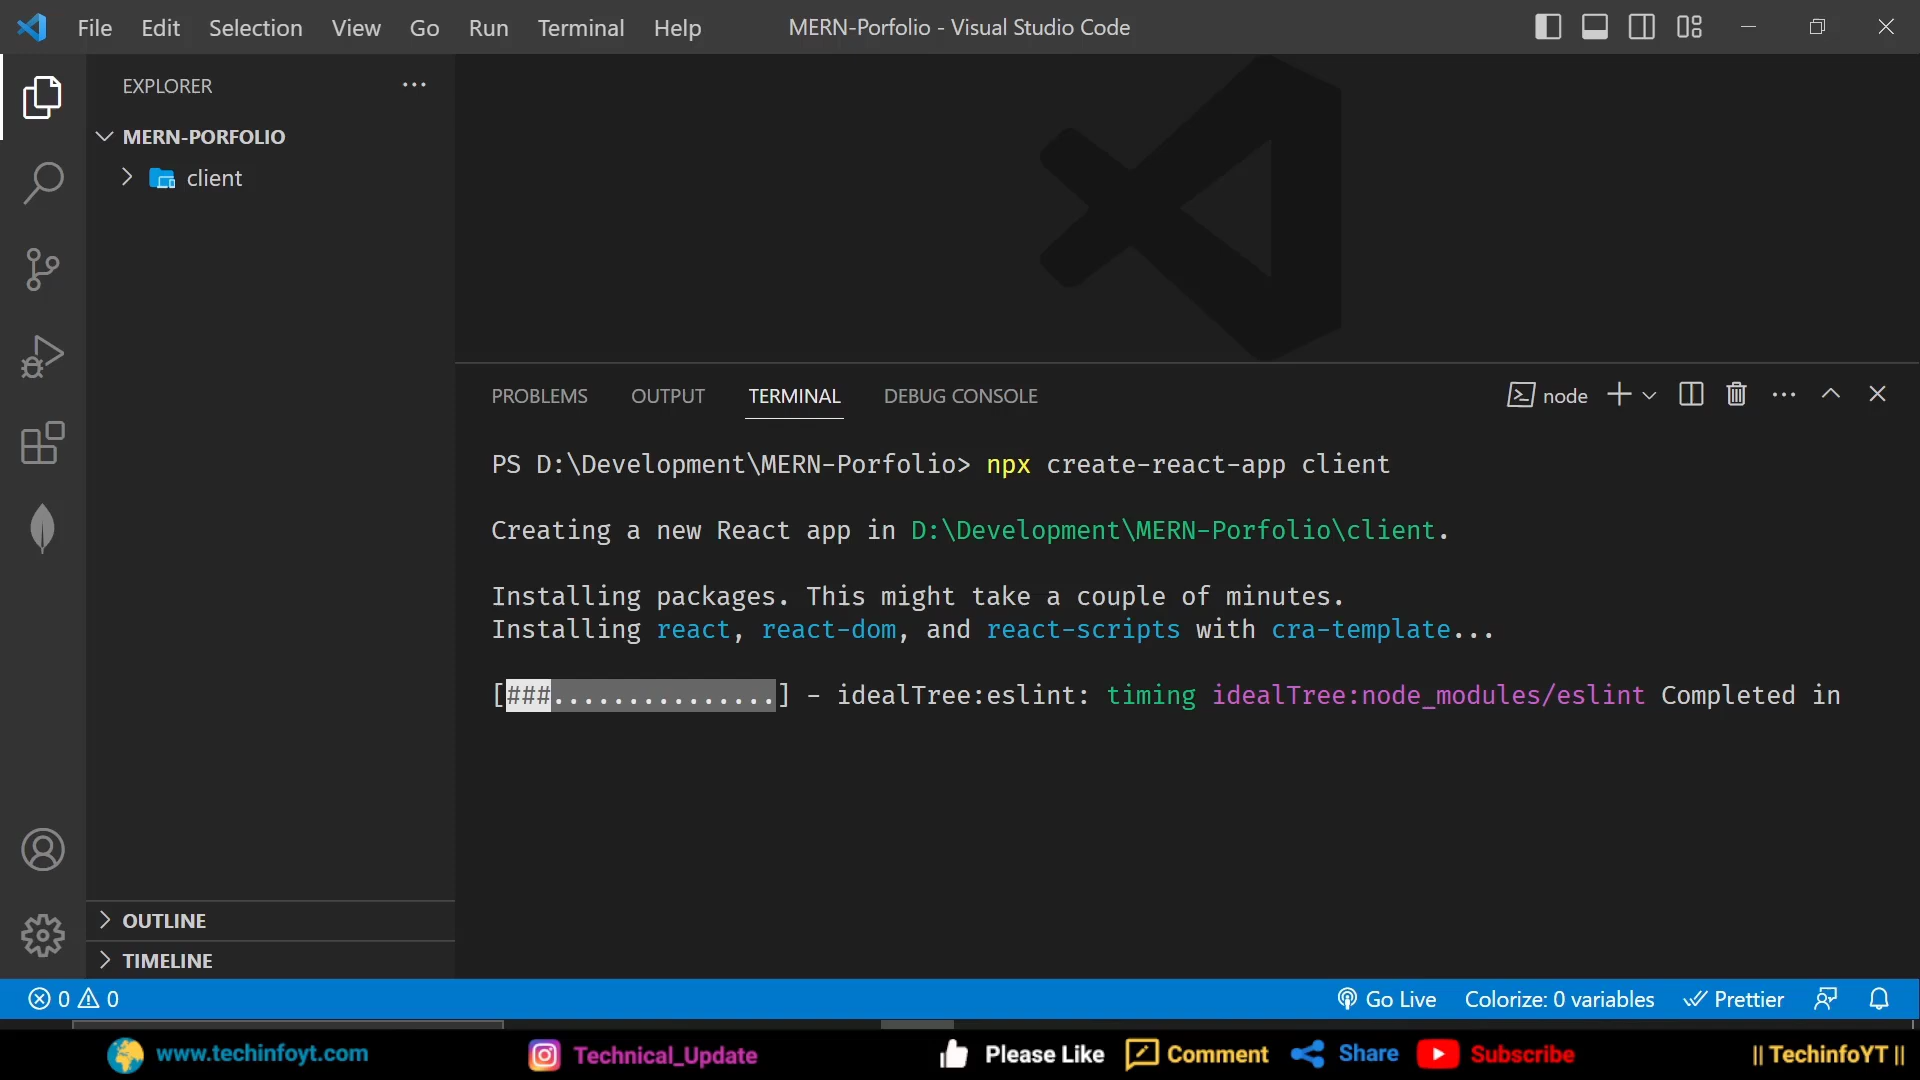 File Edit Selection View Go Run Terminal Help MERN-Porfolio - Visual Studio Code
EXPLORER
MERN-PORFOLIO
client
PROBLEMS OUTPUT TERMINAL DEBUG CONSOLE node
PS D:\Development\MERN-Porfolio> npx create-react-app client
Creating a new React app in D:\Development\MERN-Porfolio\client.
Installing packages. This might take a couple of minutes.
Installing react, react-dom, and react-scripts with cra-template...
[###...............] - idealTree:eslint: timing idealTree:node_modules/eslint Completed in
OUTLINE
TIMELINE
0 0 Go Live Colorize: 0 variables Prettier
www.techinfoyt.com Technical_Update Please Like Comment Share Subscribe || TechinfoYT ||